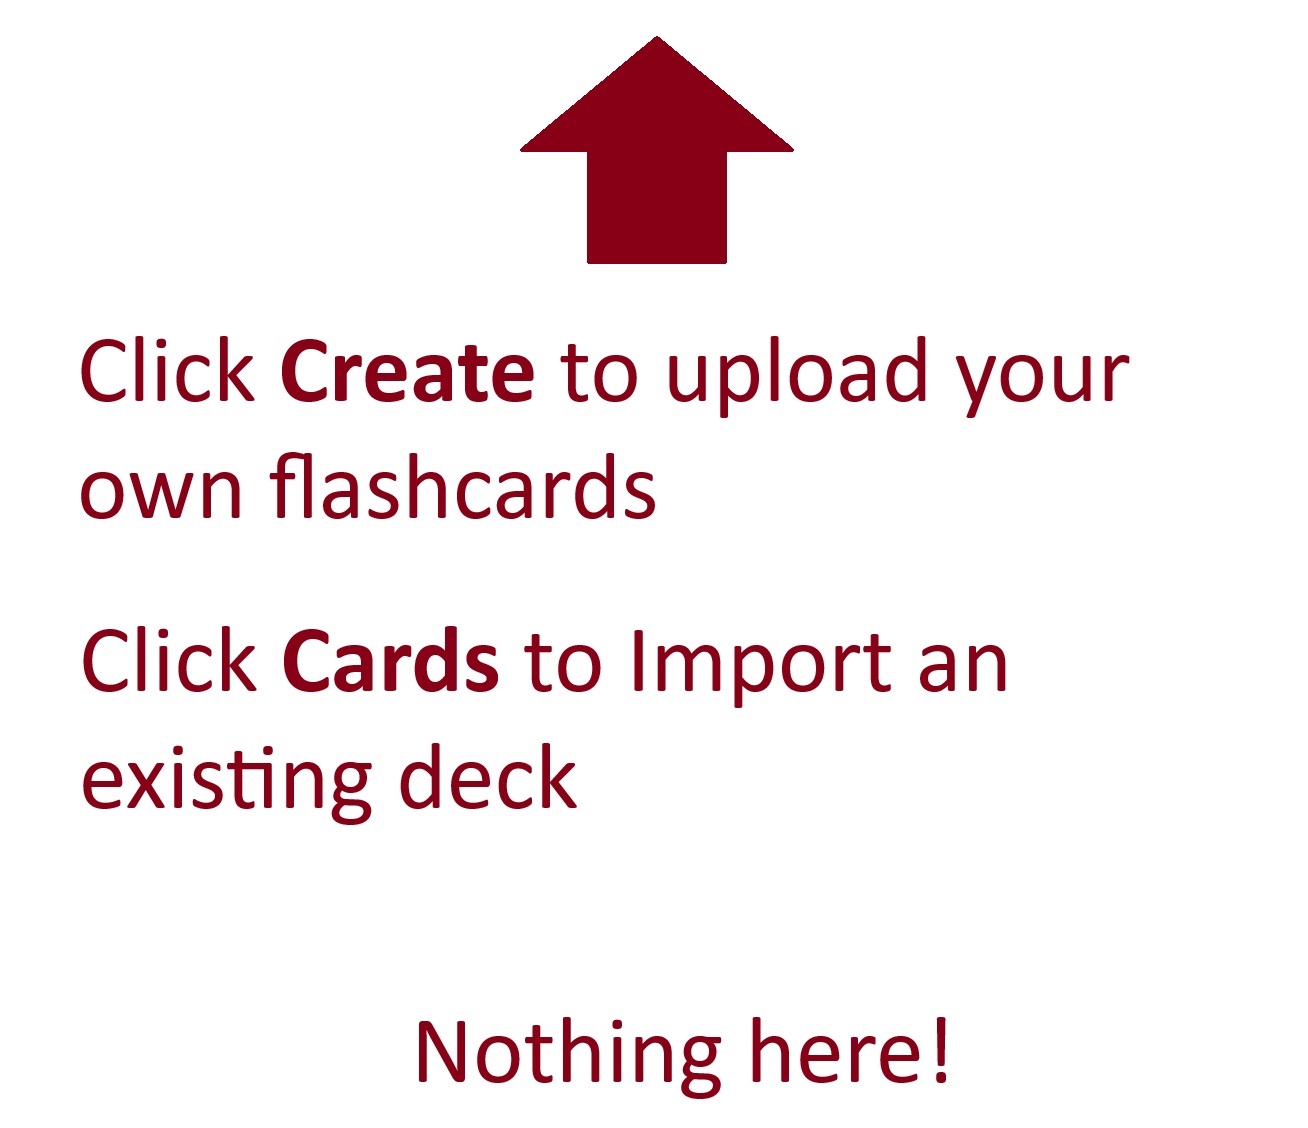 Click Create to upload your
own flashcards
Click Cards to Import an
existing deck
Nothing here!